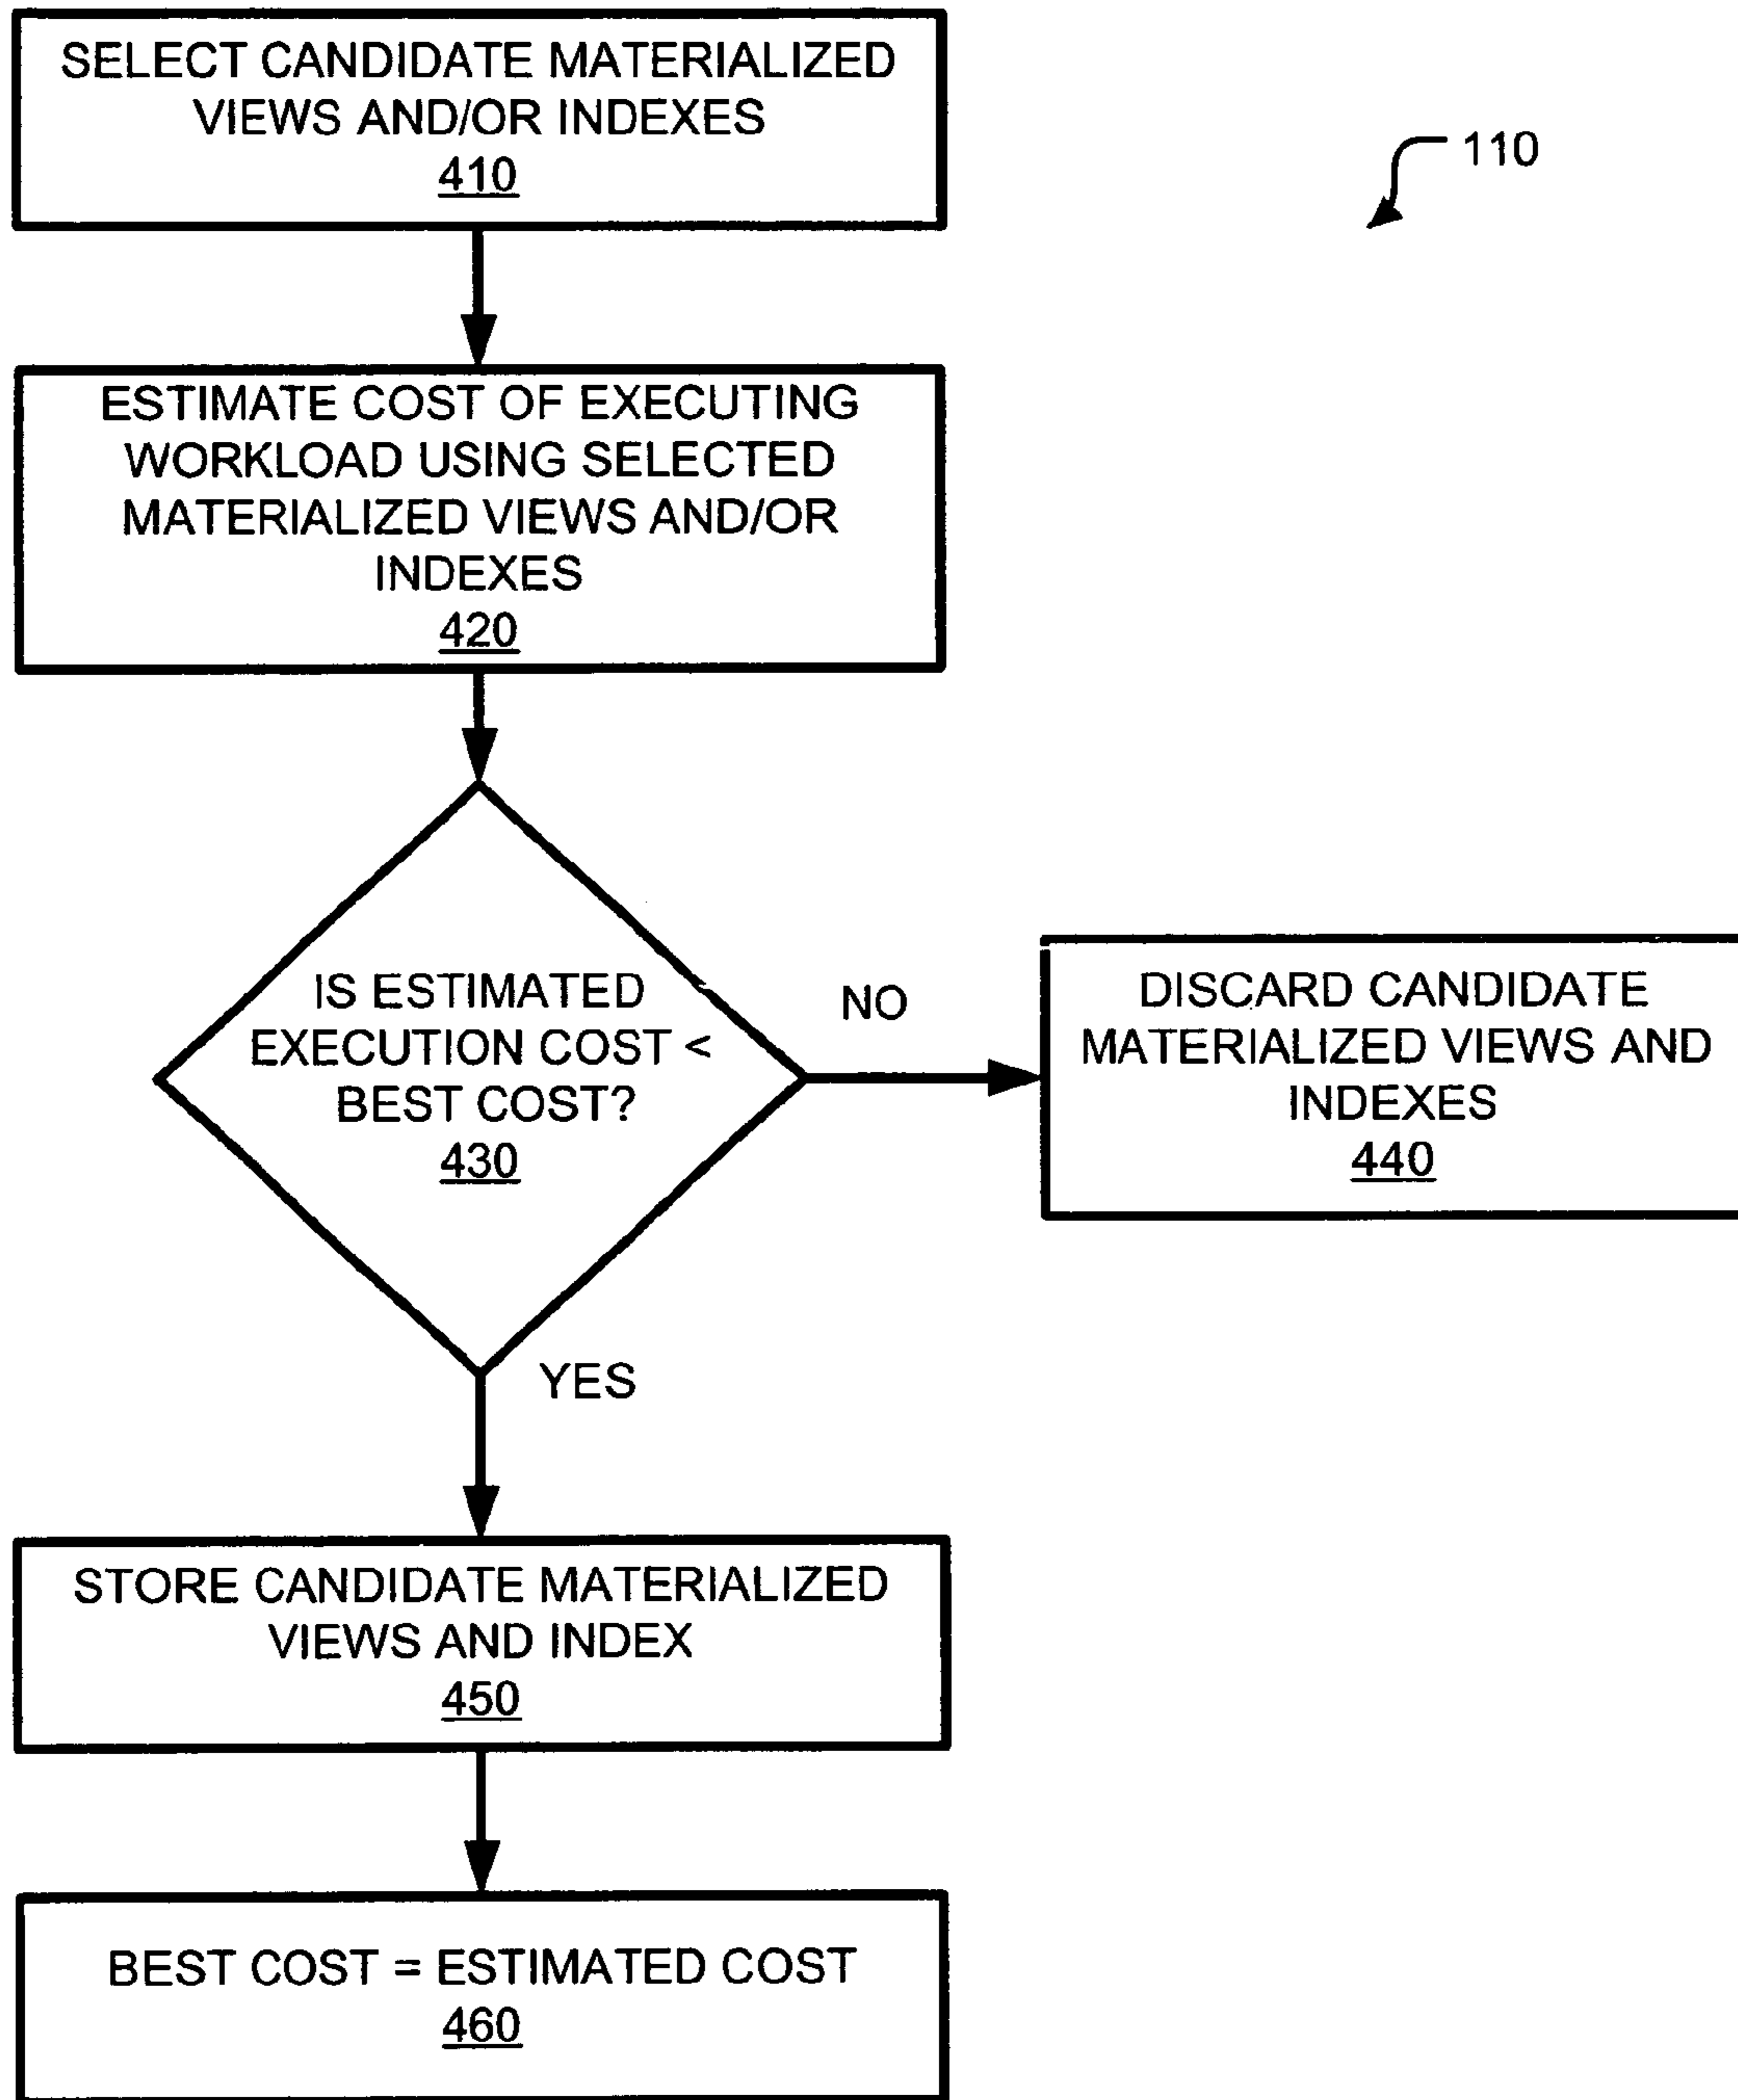 SELECT CANDIDATE MATERIALIZED
VIEWS AND/OR INDEXES
410
110
ESTIMATE COST OF EXECUTING
WORKLOAD USING SELECTED
MATERIALIZED VIEWS AND/OR
INDEXES
420
IS ESTIMATED
EXECUTION COST <
BEST COST?
430
NO
DISCARD CANDIDATE
MATERIALIZED VIEWS AND
INDEXES
440
YES
STORE CANDIDATE MATERIALIZED
VIEWS AND INDEX
450
BEST COST = ESTIMATED COST
460